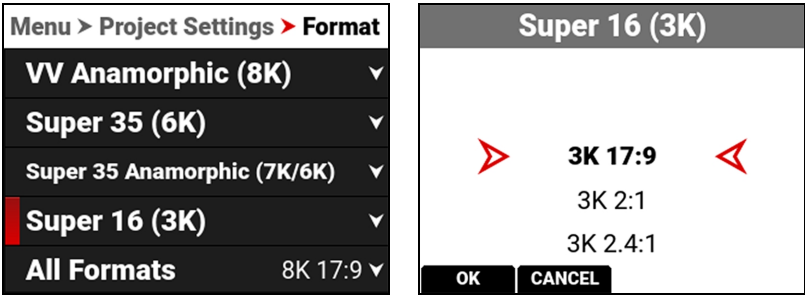 Menu > Project Settings > Format
VV Anamorphic (8K)
Super 35 (6K)
Super 35 Anamorphic (7K/6K)
Super 16 (3K)
All Formats 8K 17:9
Super 16 (3K)
3K 17:9
3K 2:1
3K 2.4:1
OK CANCEL